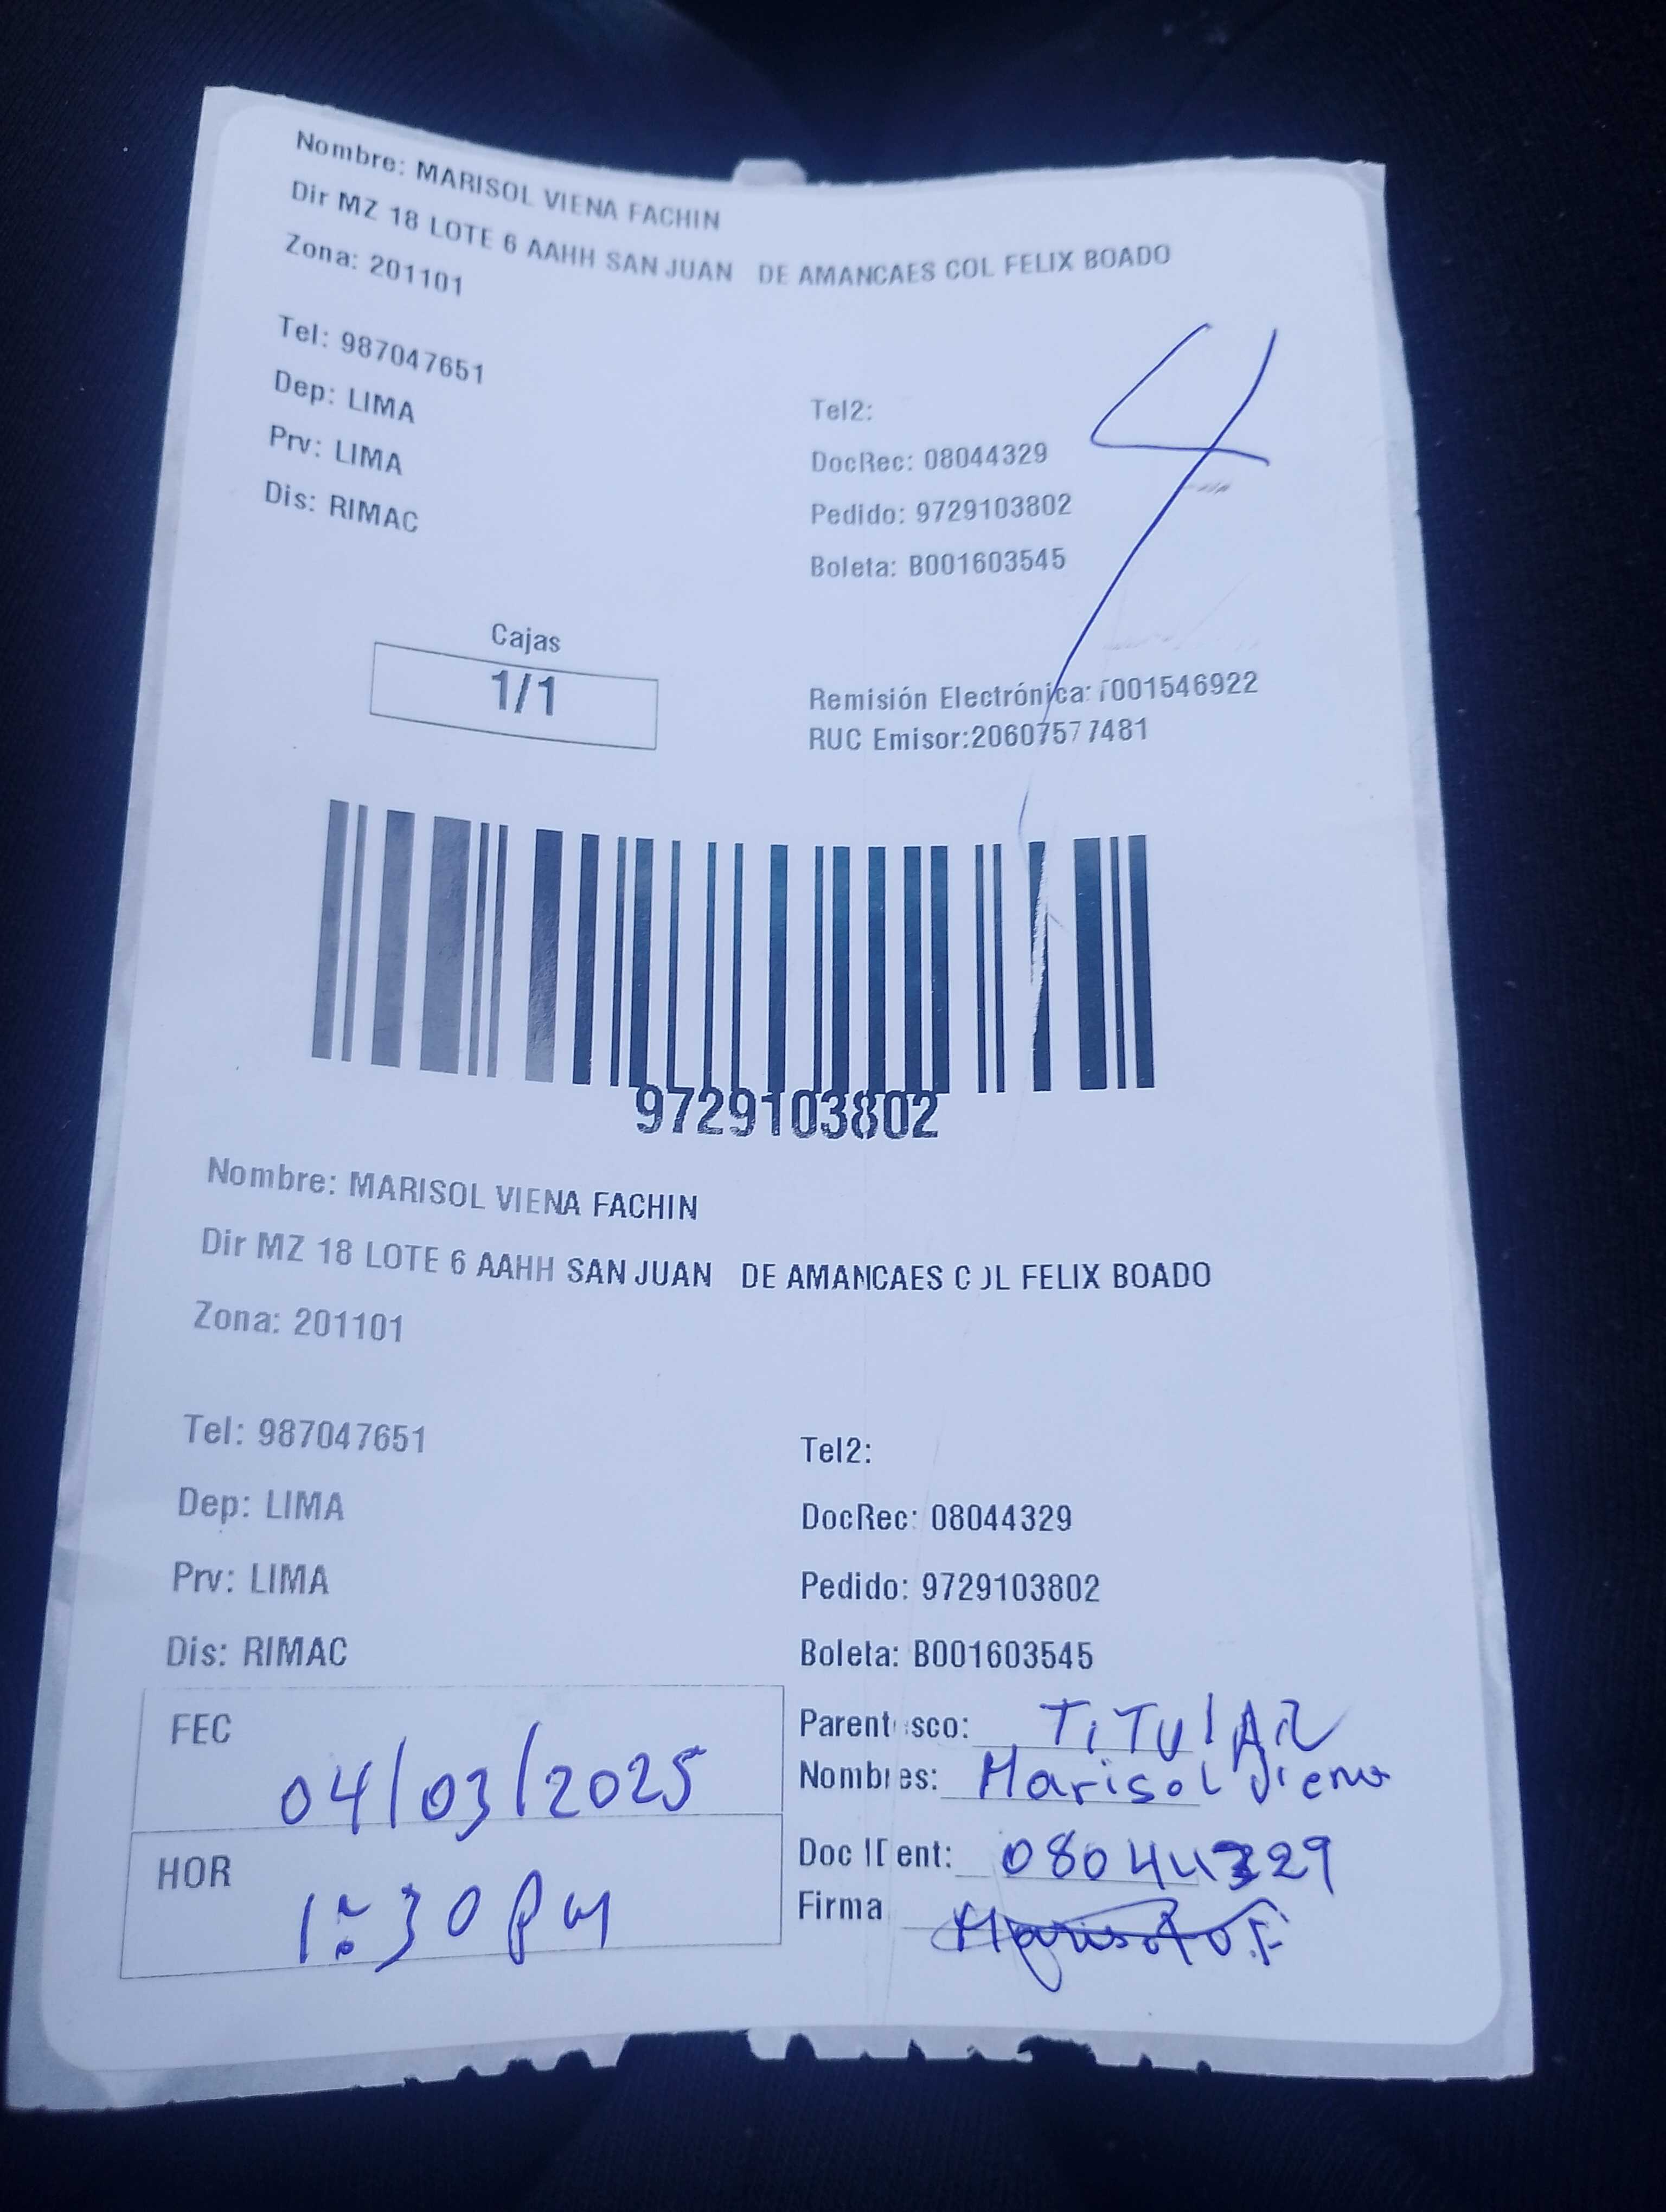 Nombre: MARISOL VIENA FACHIN
Dir MZ 18 LOTE 6 AAHH SAN JUAN DE AMANCAES COL FELIX BOADO
Zona: 201101
Tel: 987047651
Dep: LIMA
Prv: LIMA
Dis: RIMAC
Tel2:
DocRec: 08044329
Pedido: 9729103802
Boleta: B001603545
4
Cajas
1/1
Remisión Electrónica: T001546922
RUC Emisor:20607577481
9729103802
Nombre: MARISOL VIENA FACHIN
Dir MZ 18 LOTE 6 AAHH SAN JUAN DE AMANCAES COL FELIX BOADO
Zona: 201101
Tel: 987047651
Dep: LIMA
Prv: LIMA
Dis: RIMAC
Tel2:
DocRec: 08044329
Pedido: 9729103802
Boleta: B001603545
FEC
04/03/2025
HOR
1:30 PM
Parentesco: TITULAR
Nombres: Marisol Viena
Doc Ident: 08044329
Firma